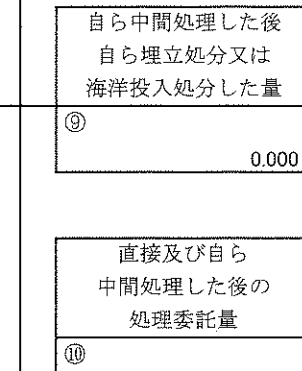 自ら中間処理した後
自ら埋立処分又は
海洋投入処分した量
⑨
0.000
直接及び自ら
中間処理した後の
処理委託量
⑩